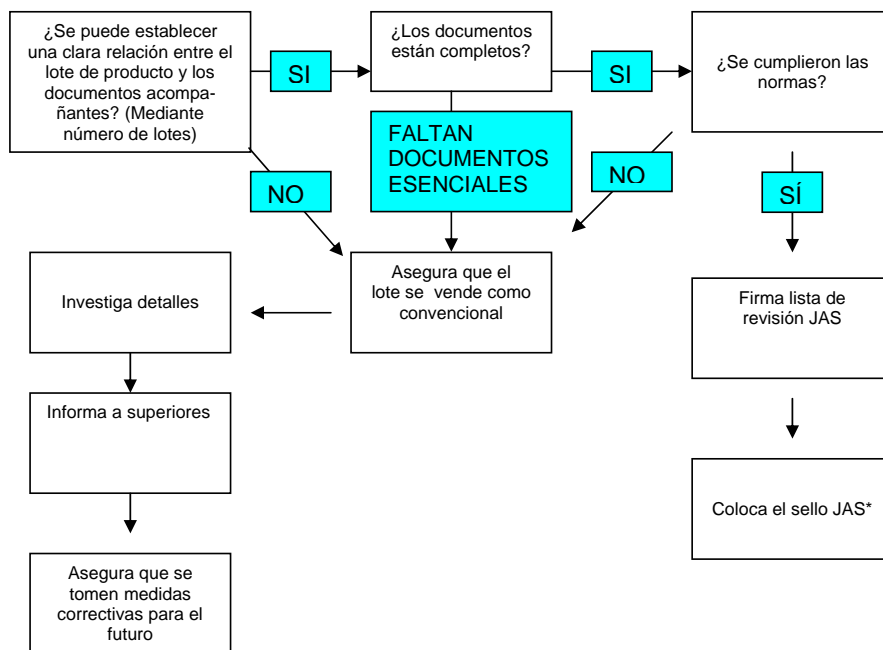 ¿Se puede establecer
una clara relación entre el
lote de producto y los
documentos acompa-
ñantes? (Mediante
número de lotes)
SI
¿Los documentos
están completos?
SI
¿Se cumplieron las
normas?
FALTAN
DOCUMENTOS
ESENCIALES
NO
NO
SÍ
Asegura que el
lote se vende como
convencional
Investiga detalles
Firma lista de
revisión JAS
Informa a superiores
Coloca el sello JAS*
Asegura que se
tomen medidas
correctivas para el
futuro